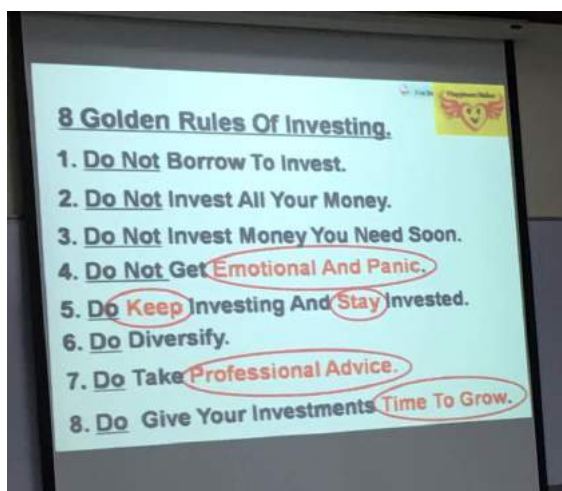 Happiness Maker
8 Golden Rules Of Investing.
1. Do Not Borrow To Invest.
2. Do Not Invest All Your Money.
3. Do Not Invest Money You Need Soon.
4. Do Not Get Emotional And Panic.
5. Do Keep Investing And Stay Invested.
6. Do Diversify.
7. Do Take Professional Advice.
8. Do Give Your Investments Time To Grow.